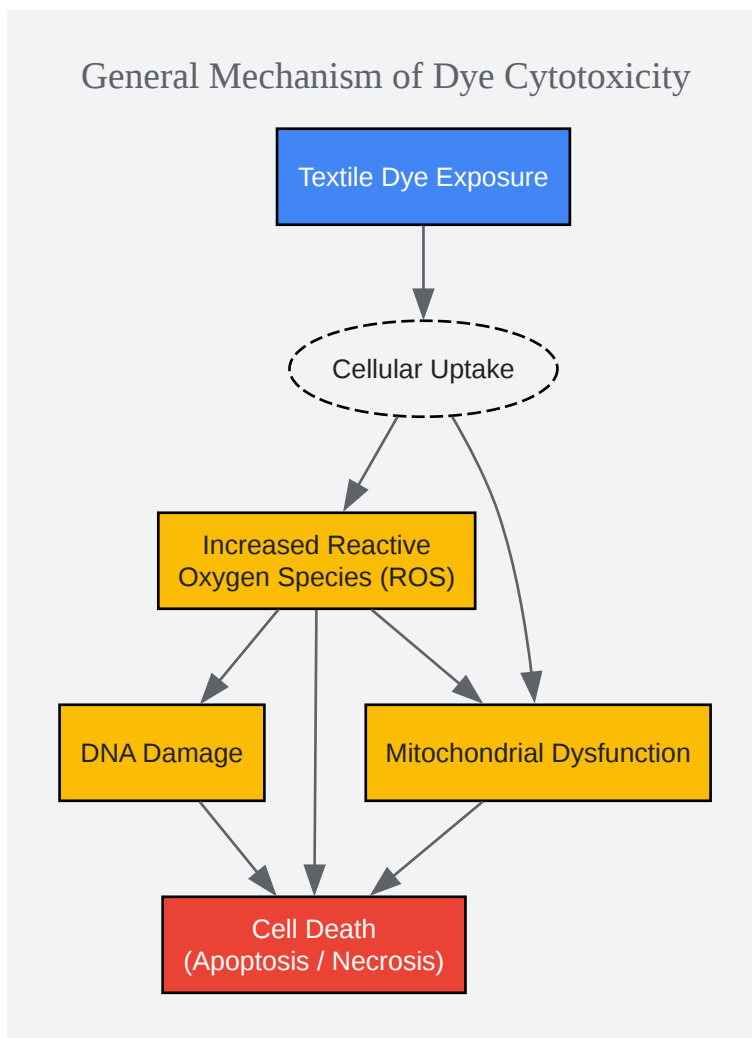 General Mechanism of Dye Cytotoxicity
Textile Dye Exposure
Cellular Uptake
Increased Reactive
Oxygen Species (ROS)
DNA Damage
Mitochondrial Dysfunction
Cell Death
(Apoptosis / Necrosis)